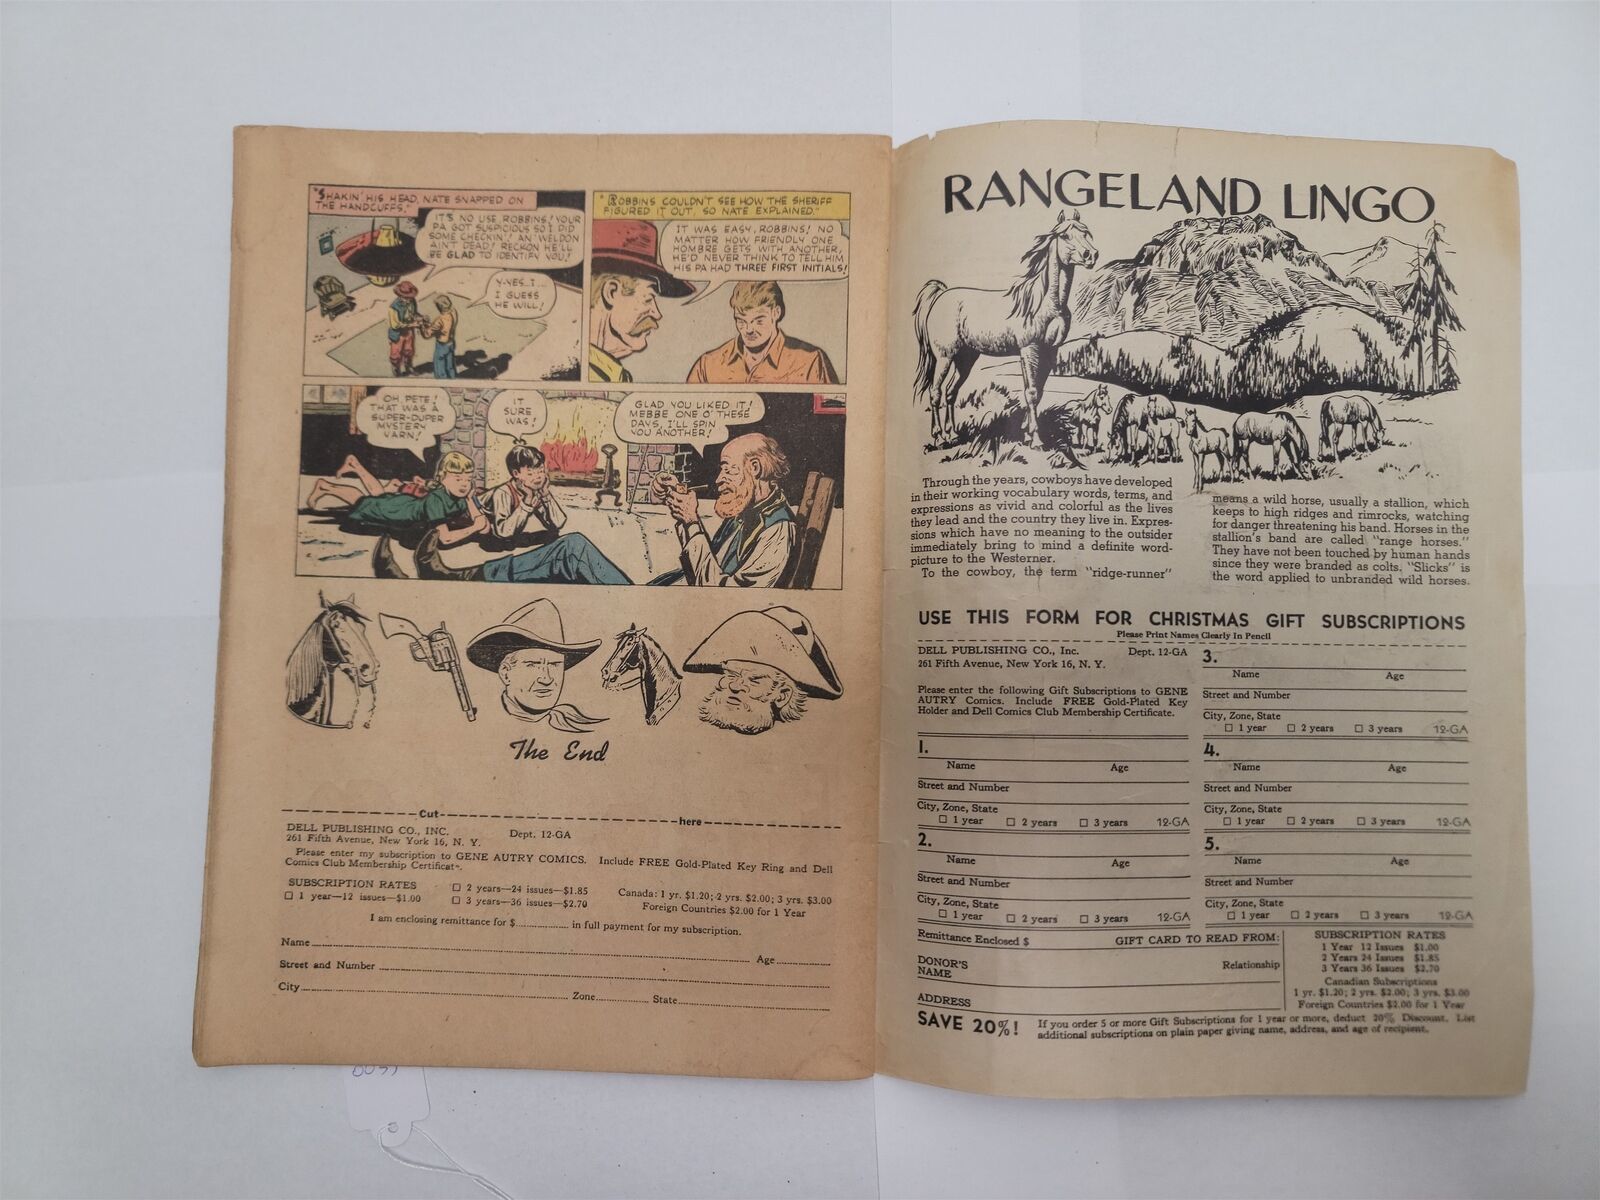 "SHAKIN' HIS HEAD, NATE SNAPPED ON
THE HANDCUFFS."
IT'S NO USE, ROBBINS! YOUR
PA GOT SUSPICIOUS SO I DID
SOME CHECKIN'! AN' WELDON
AIN'T DEAD! RECKON HE'LL
BE GLAD TO IDENTIFY YOU!
Y-YES..I...
I GUESS
HE WILL!
"ROBBINS COULDN'T SEE HOW THE SHERIFF
FIGURED IT OUT, SO NATE EXPLAINED."
IT WAS EASY, ROBBINS! NO
MATTER HOW FRIENDLY ONE
HOMBRE GETS WITH ANOTHER,
HE'D NEVER THINK TO TELL HIM
HIS PA HAD THREE FIRST INITIALS!
OH, PETE!
THAT WAS A
SUPER-DUPER
MYSTERY
YARN!
IT
SURE
WAS!
GLAD YOU LIKED IT!
MEBBE ONE O' THESE
DAYS, I'LL SPIN
YOU ANOTHER!
The End
Cut here
DELL PUBLISHING CO., INC. Dept. 12-GA
261 Fifth Avenue, New York 16, N. Y.
Please enter my subscription to GENE AUTRY COMICS. Include FREE Gold-Plated Key Ring and Dell
Comics Club Membership Certificate.
SUBSCRIPTION RATES
☐ 1 year—12 issues—$1.00
☐ 2 years—24 issues—$1.85
☐ 3 years—36 issues—$2.70
Canada: 1 yr. $1.20; 2 yrs. $2.00; 3 yrs. $3.00
Foreign Countries $2.00 for 1 Year
I am enclosing remittance for $.................. in full payment for my subscription.
Name Age
Street and Number
City Zone State
RANGELAND LINGO
Through the years, cowboys have developed
in their working vocabulary words, terms, and
expressions as vivid and colorful as the lives
they lead and the country they live in. Expres-
sions which have no meaning to the outsider
immediately bring to mind a definite word-
picture to the Westerner.
To the cowboy, the term "ridge-runner"
means a wild horse, usually a stallion, which
keeps to high ridges and rimrocks, watching
for danger threatening his band. Horses in the
stallion's band are called "range horses."
They have not been touched by human hands
since they were branded as colts. "Slicks" is
the word applied to unbranded wild horses.
USE THIS FORM FOR CHRISTMAS GIFT SUBSCRIPTIONS
Please Print Names Clearly In Pencil
DELL PUBLISHING CO., Inc. Dept. 12-GA
261 Fifth Avenue, New York 16, N. Y.
Please enter the following Gift Subscriptions to GENE
AUTRY Comics. Include FREE Gold-Plated Key
Holder and Dell Comics Club Membership Certificate.
1.
Name Age
Street and Number
City, Zone, State
☐ 1 year ☐ 2 years ☐ 3 years 12-GA
2.
Name Age
Street and Number
City, Zone, State
☐ 1 year ☐ 2 years ☐ 3 years 12-GA
3.
Name Age
Street and Number
City, Zone, State
☐ 1 year ☐ 2 years ☐ 3 years 12-GA
4.
Name Age
Street and Number
City, Zone, State
☐ 1 year ☐ 2 years ☐ 3 years 12-GA
5.
Name Age
Street and Number
City, Zone, State
☐ 1 year ☐ 2 years ☐ 3 years 12-GA
Remittance Enclosed $ GIFT CARD TO READ FROM:
DONOR'S
NAME Relationship
ADDRESS
SUBSCRIPTION RATES
1 Year 12 Issues $1.00
2 Years 24 Issues $1.85
3 Years 36 Issues $2.70
Canadian Subscriptions
1 yr. $1.20; 2 yrs. $2.00; 3 yrs. $3.00
Foreign Countries $2.00 for 1 Year
SAVE 20%! If you order 5 or more Gift Subscriptions for 1 year or more, deduct 20% Discount. List
additional subscriptions on plain paper giving name, address, and age of recipient.